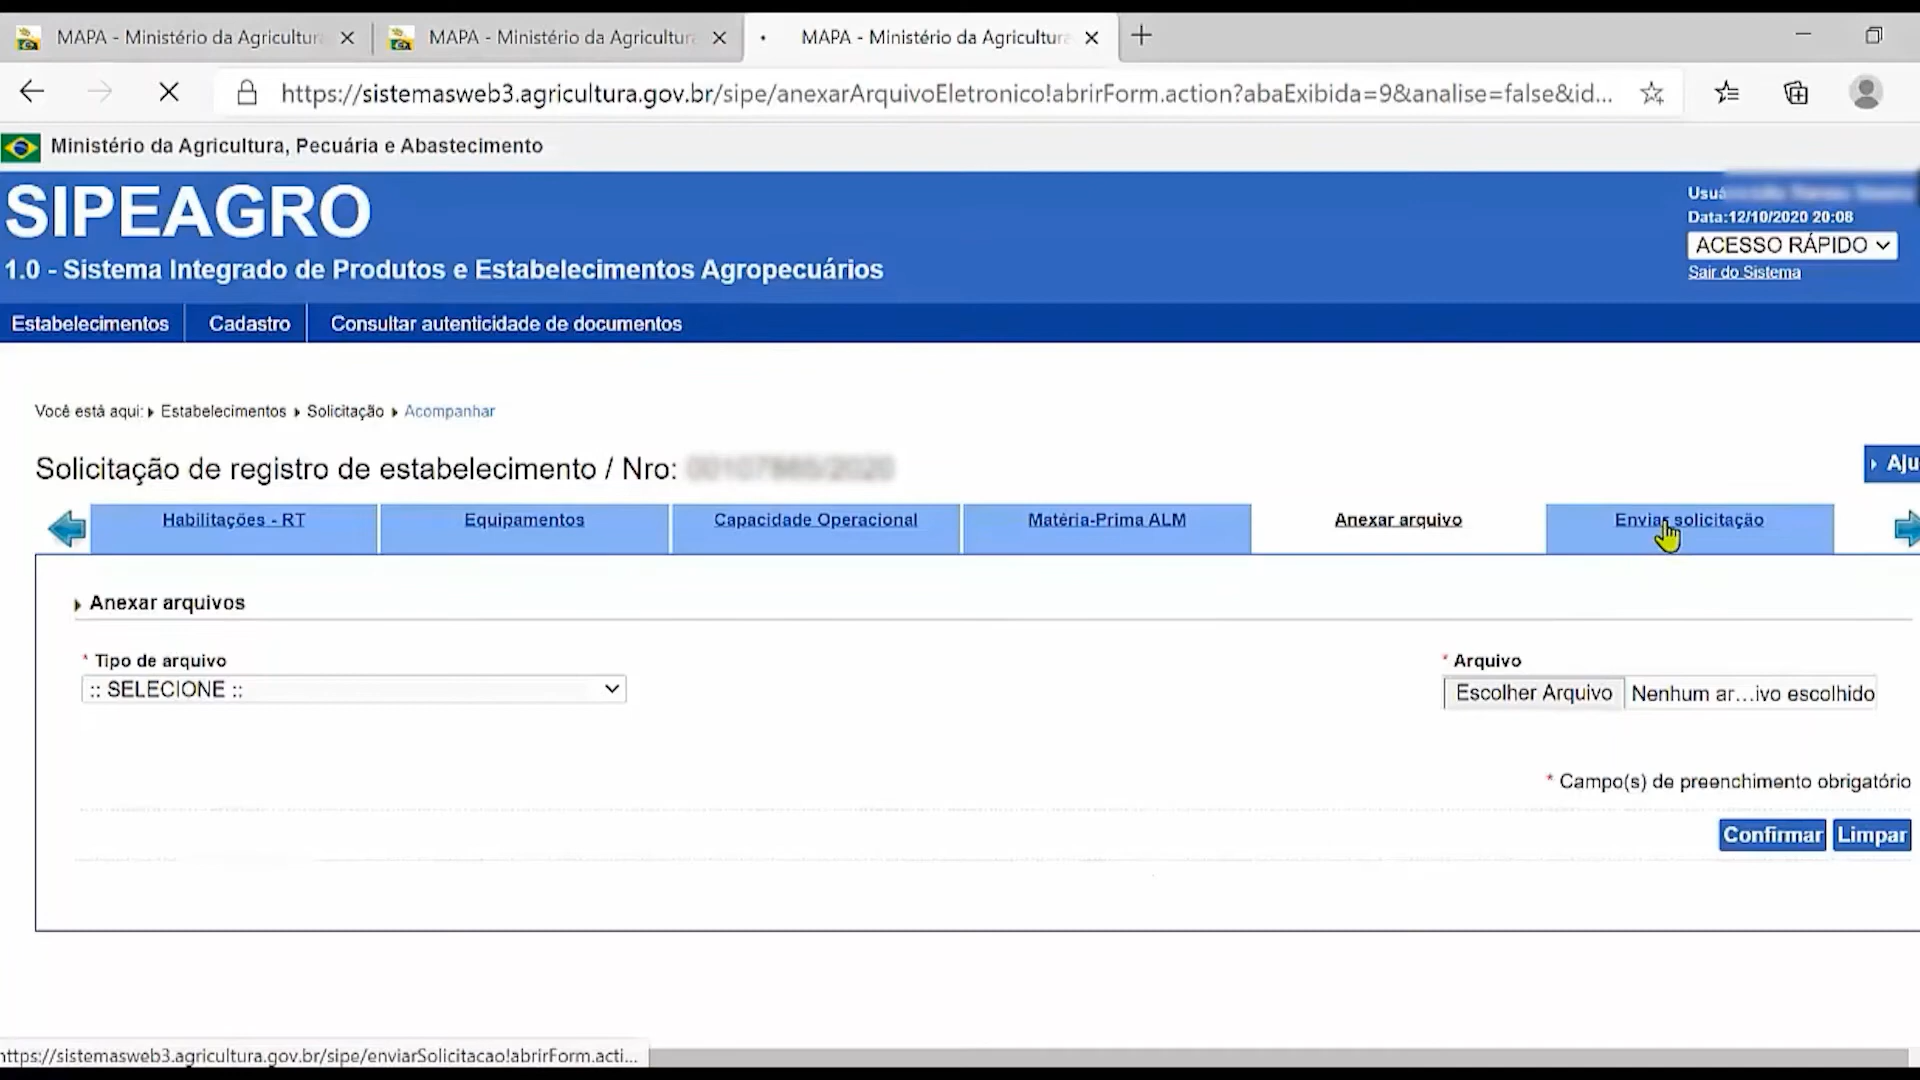 MAPA - Ministério da Agricultur
MAPA - Ministério da Agricultura
MAPA - Ministério da Agricultura
https://sistemasweb3.agricultura.gov.br/sipe/anexarArquivoEletronico!abrirForm.action?abaExibida=9&analise=false&id...
Ministério da Agricultura, Pecuária e Abastecimento
SIPEAGRO
1.0 - Sistema Integrado de Produtos e Estabelecimentos Agropecuários
Data:12/10/2020 20:08
ACESSO RÁPIDO
Sair do Sistema
Estabelecimentos Cadastro Consultar autenticidade de documentos
Você está aqui: Estabelecimentos Solicitação Acompanhar
Solicitação de registro de estabelecimento / Nro:
Aju
Habilitações - RT Equipamentos Capacidade Operacional Matéria-Prima ALM Anexar arquivo Enviar solicitação
Anexar arquivos
* Tipo de arquivo
:: SELECIONE ::
* Arquivo
Escolher Arquivo Nenhum ar...ivo escolhido
* Campo(s) de preenchimento obrigatório
Confirmar Limpar
https://sistemasweb3.agricultura.gov.br/sipe/enviarSolicitacao!abrirForm.acti...